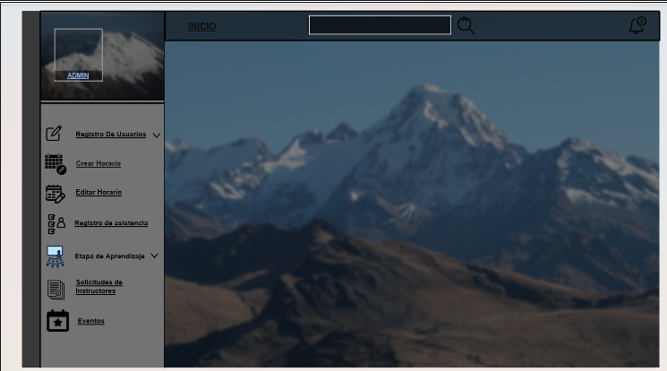 INICIO
ADMIN
Registro De Usuarios
Crear Horario
Editar Horario
Registro de asistencia
Etapa de Aprendizaje
Solicitudes de
Instructores
Eventos